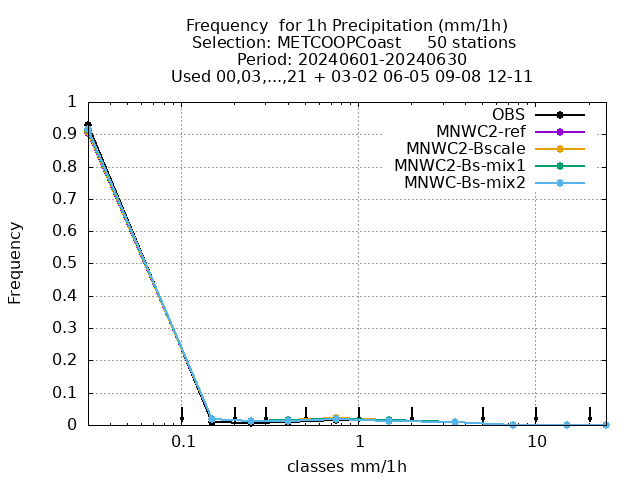 Frequency  for 1h Precipitation (mm/1h)
Selection: METCOOPCoast     50 stations
Period: 20240601-20240630
Used 00,03,...,21 + 03-02 06-05 09-08 12-11
OBS
MNWC2-ref
MNWC2-Bscale
MNWC2-Bs-mix1
MNWC-Bs-mix2
1
0.9
0.8
0.7
0.6
0.5
0.4
0.3
0.2
0.1
0
Frequency
0.1 1 10
classes mm/1h